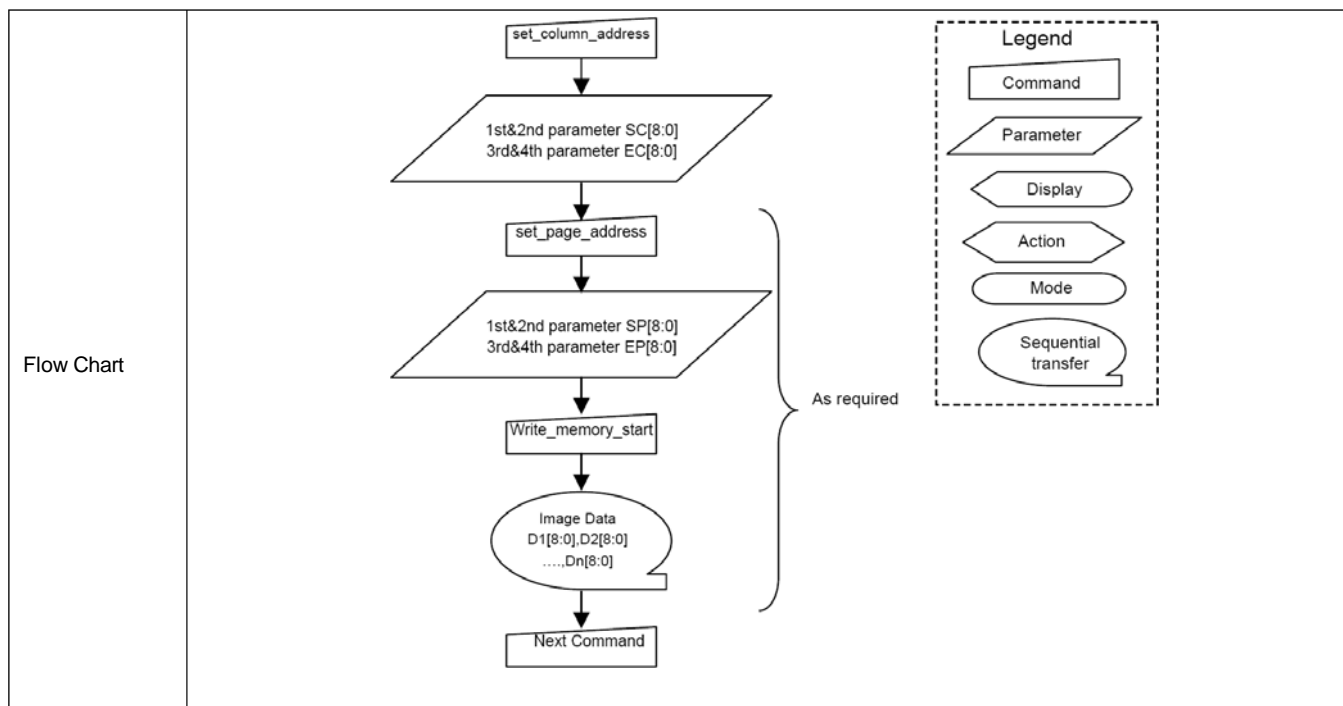 Flow Chart
set_column_address
1st&2nd parameter SC[8:0]
3rd&4th parameter EC[8:0]
set_page_address
1st&2nd parameter SP[8:0]
3rd&4th parameter EP[8:0]
Write_memory_start
Image Data
D1[8:0],D2[8:0]
....,Dn[8:0]
Next Command
As required
Legend
Command
Parameter
Display
Action
Mode
Sequential
transfer